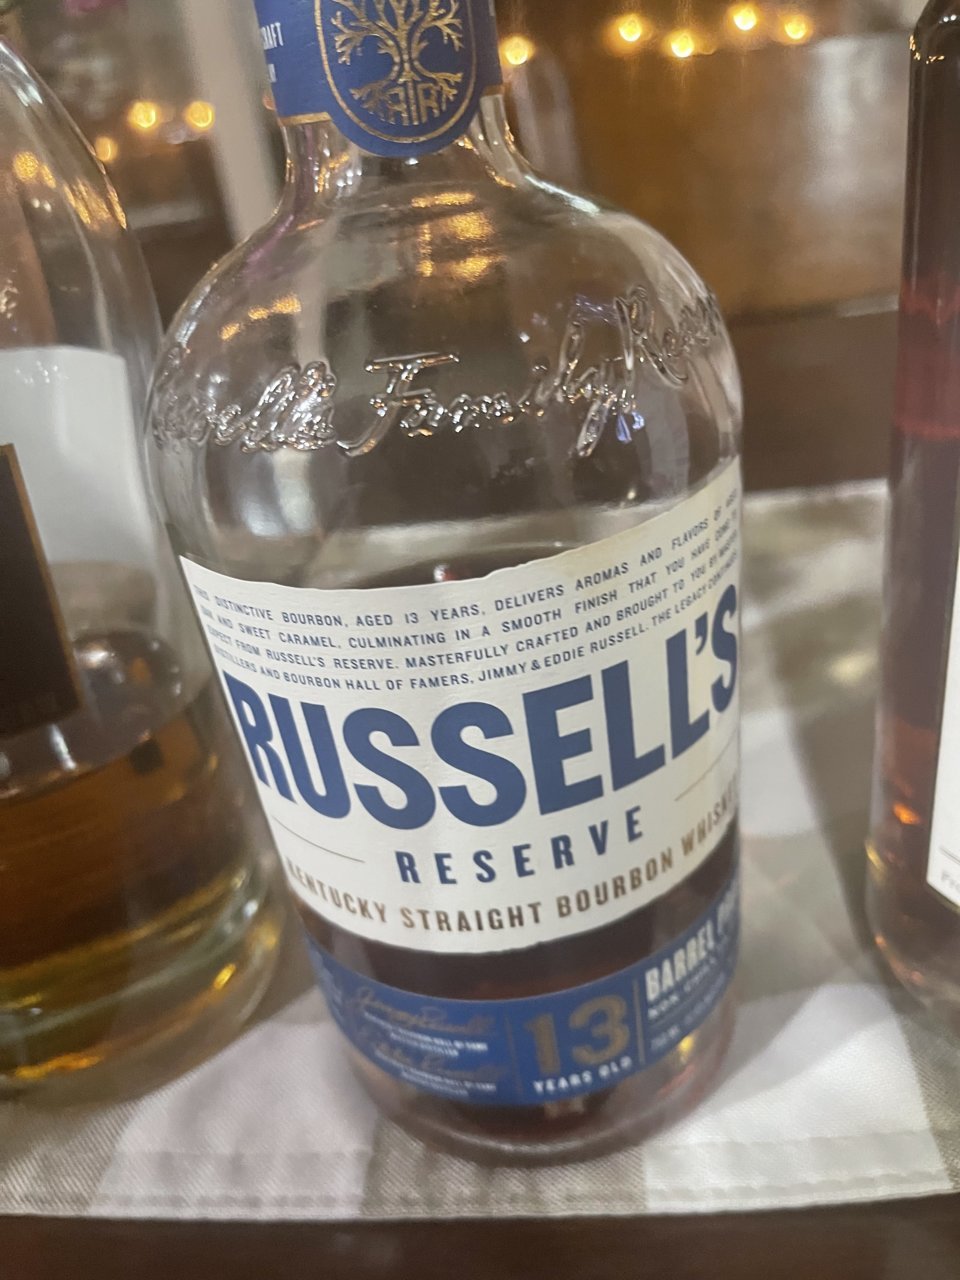 RAFT
Russell's Family Reserve
THIS DISTINCTIVE BOURBON, AGED 13 YEARS, DELIVERS AROMAS AND FLAVORS OF
AND SWEET CARAMEL, CULMINATING IN A SMOOTH FINISH THAT YOU HAVE COME TO
EXPECT FROM RUSSELL'S RESERVE. MASTERFULLY CRAFTED AND BROUGHT TO YOU BY MASTER
DISTILLERS AND BOURBON HALL OF FAMERS, JIMMY & EDDIE RUSSELL. THE LEGACY CONTINUES.
RUSSELL'S
RESERVE
KENTUCKY STRAIGHT BOURBON WHISKEY
BARREL
NON
13
YEARS OLD